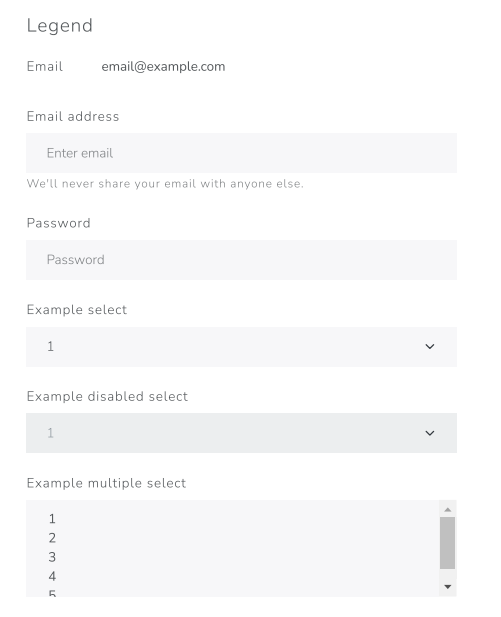 Legend
Email email@example.com
Email address
Enter email
We'll never share your email with anyone else.
Password
Password
Example select
1
Example disabled select
1
Example multiple select
1
2
3
4
5